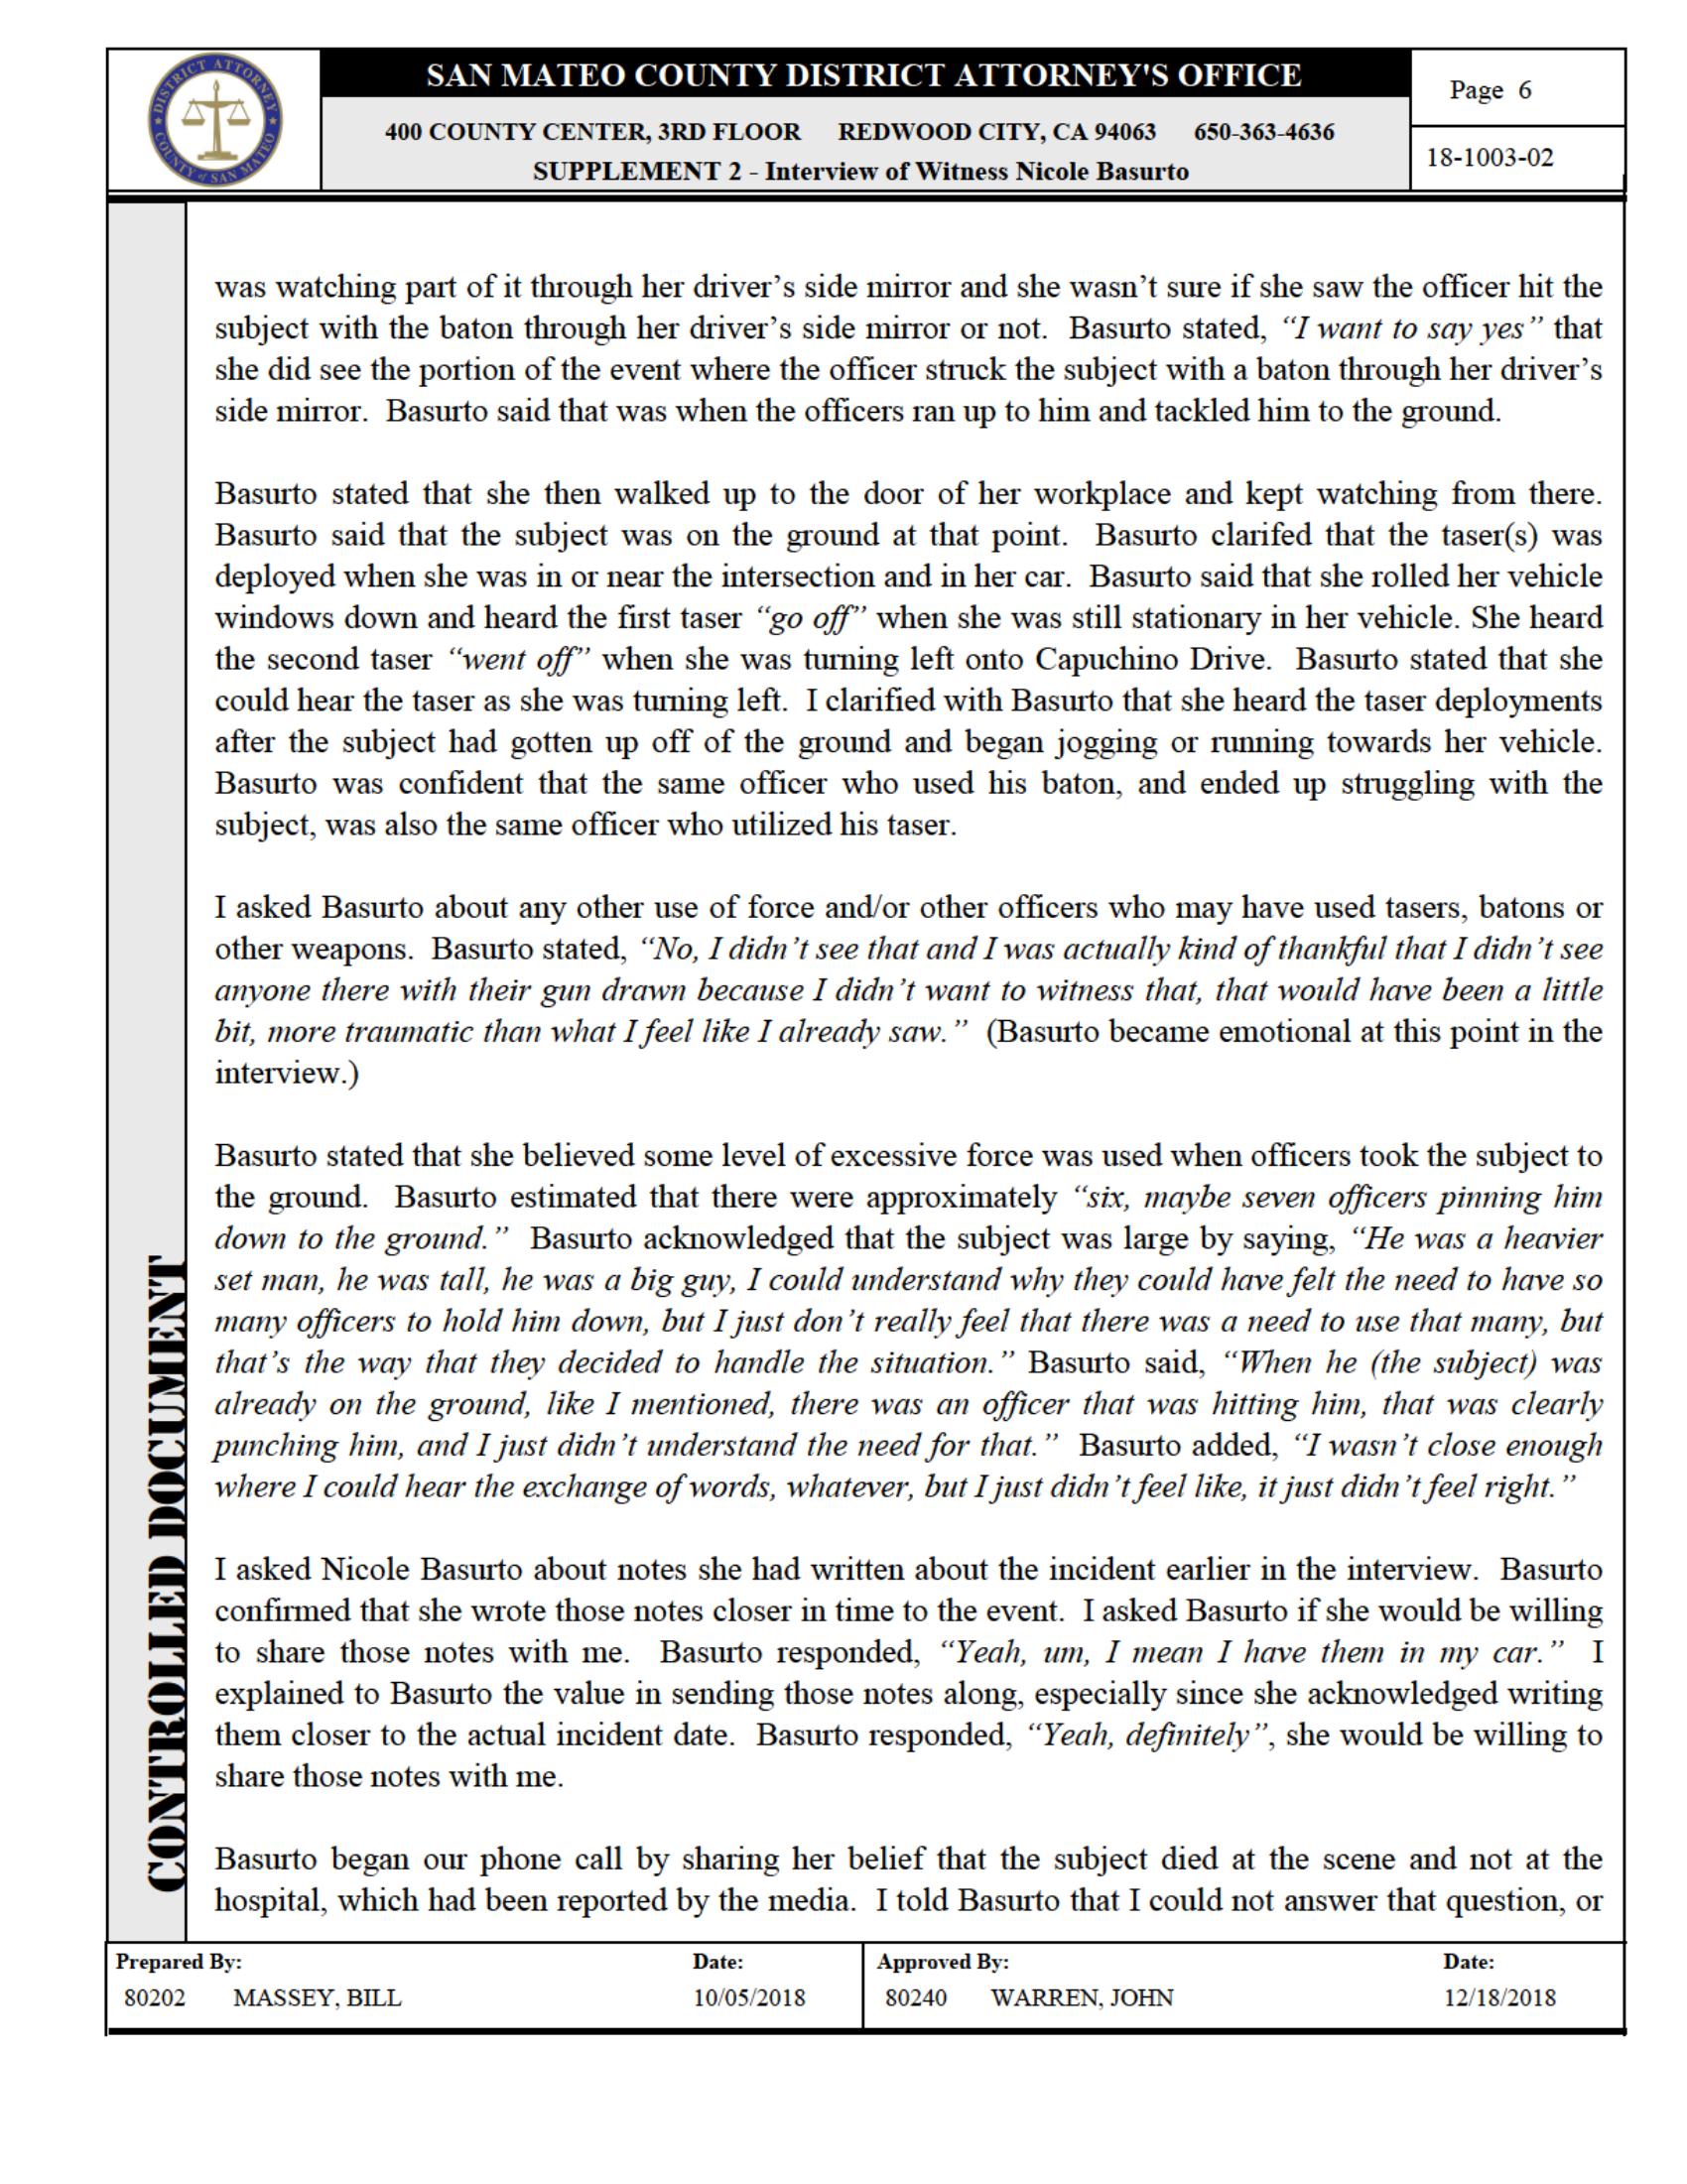 DISTRICT ATTORNEY
COUNTY of SAN MATEO
SAN MATEO COUNTY DISTRICT ATTORNEY'S OFFICE
400 COUNTY CENTER, 3RD FLOOR REDWOOD CITY, CA 94063 650-363-4636
SUPPLEMENT 2 - Interview of Witness Nicole Basurto
Page 6
18-1003-02
was watching part of it through her driver’s side mirror and she wasn’t sure if she saw the officer hit the
subject with the baton through her driver’s side mirror or not. Basurto stated, “I want to say yes” that
she did see the portion of the event where the officer struck the subject with a baton through her driver’s
side mirror. Basurto said that was when the officers ran up to him and tackled him to the ground.
Basurto stated that she then walked up to the door of her workplace and kept watching from there.
Basurto said that the subject was on the ground at that point. Basurto clarifed that the taser(s) was
deployed when she was in or near the intersection and in her car. Basurto said that she rolled her vehicle
windows down and heard the first taser “go off” when she was still stationary in her vehicle. She heard
the second taser “went off” when she was turning left onto Capuchino Drive. Basurto stated that she
could hear the taser as she was turning left. I clarified with Basurto that she heard the taser deployments
after the subject had gotten up off of the ground and began jogging or running towards her vehicle.
Basurto was confident that the same officer who used his baton, and ended up struggling with the
subject, was also the same officer who utilized his taser.
I asked Basurto about any other use of force and/or other officers who may have used tasers, batons or
other weapons. Basurto stated, “No, I didn’t see that and I was actually kind of thankful that I didn’t see
anyone there with their gun drawn because I didn’t want to witness that, that would have been a little
bit, more traumatic than what I feel like I already saw.” (Basurto became emotional at this point in the
interview.)
Basurto stated that she believed some level of excessive force was used when officers took the subject to
the ground. Basurto estimated that there were approximately “six, maybe seven officers pinning him
down to the ground.” Basurto acknowledged that the subject was large by saying, “He was a heavier
set man, he was tall, he was a big guy, I could understand why they could have felt the need to have so
many officers to hold him down, but I just don’t really feel that there was a need to use that many, but
that’s the way that they decided to handle the situation.” Basurto said, “When he (the subject) was
already on the ground, like I mentioned, there was an officer that was hitting him, that was clearly
punching him, and I just didn’t understand the need for that.” Basurto added, “I wasn’t close enough
where I could hear the exchange of words, whatever, but I just didn’t feel like, it just didn’t feel right.”
I asked Nicole Basurto about notes she had written about the incident earlier in the interview. Basurto
confirmed that she wrote those notes closer in time to the event. I asked Basurto if she would be willing
to share those notes with me. Basurto responded, “Yeah, um, I mean I have them in my car.” I
explained to Basurto the value in sending those notes along, especially since she acknowledged writing
them closer to the actual incident date. Basurto responded, “Yeah, definitely”, she would be willing to
share those notes with me.
Basurto began our phone call by sharing her belief that the subject died at the scene and not at the
hospital, which had been reported by the media. I told Basurto that I could not answer that question, or
CONTROLLED DOCUMENT
Prepared By: Date: Approved By: Date:
80202 MASSEY, BILL 10/05/2018 80240 WARREN, JOHN 12/18/2018